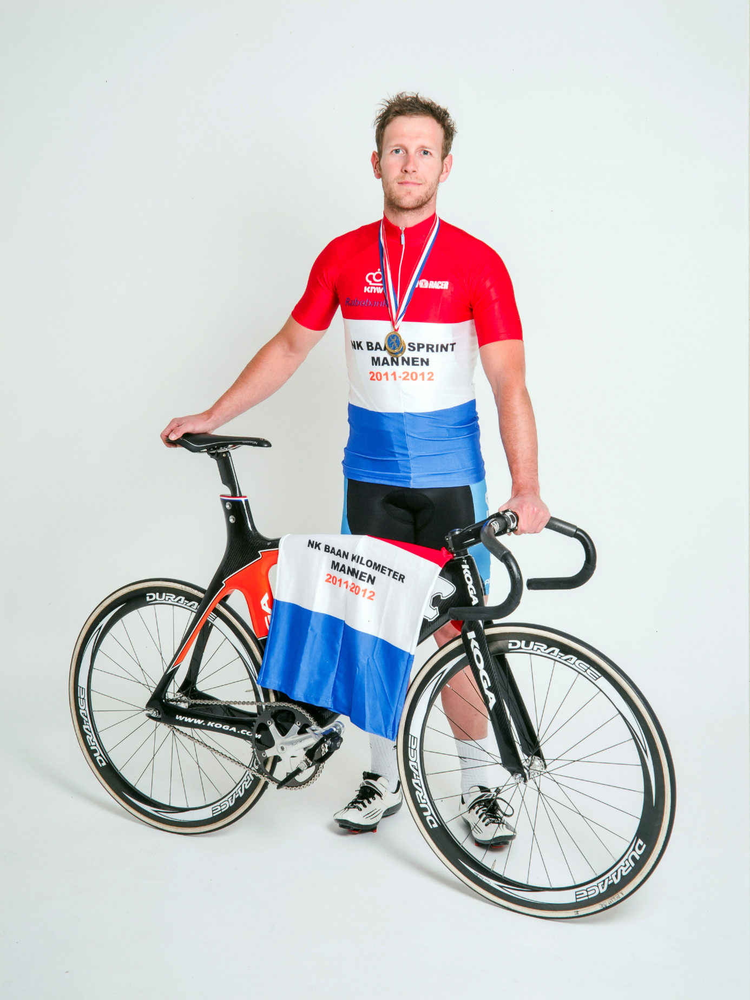 KNW
RACER
Rabobank
NK BAAN SPRINT
MANNEN
2011-2012
NK BAAN KILOMETER
MANNEN
2011-2012
KOGA
KOGA
WWW.KOGA.COM
DURA-ACE
DURA-ACE
DURA-ACE
DURA-ACE
DURA-ACE
DURA-ACE